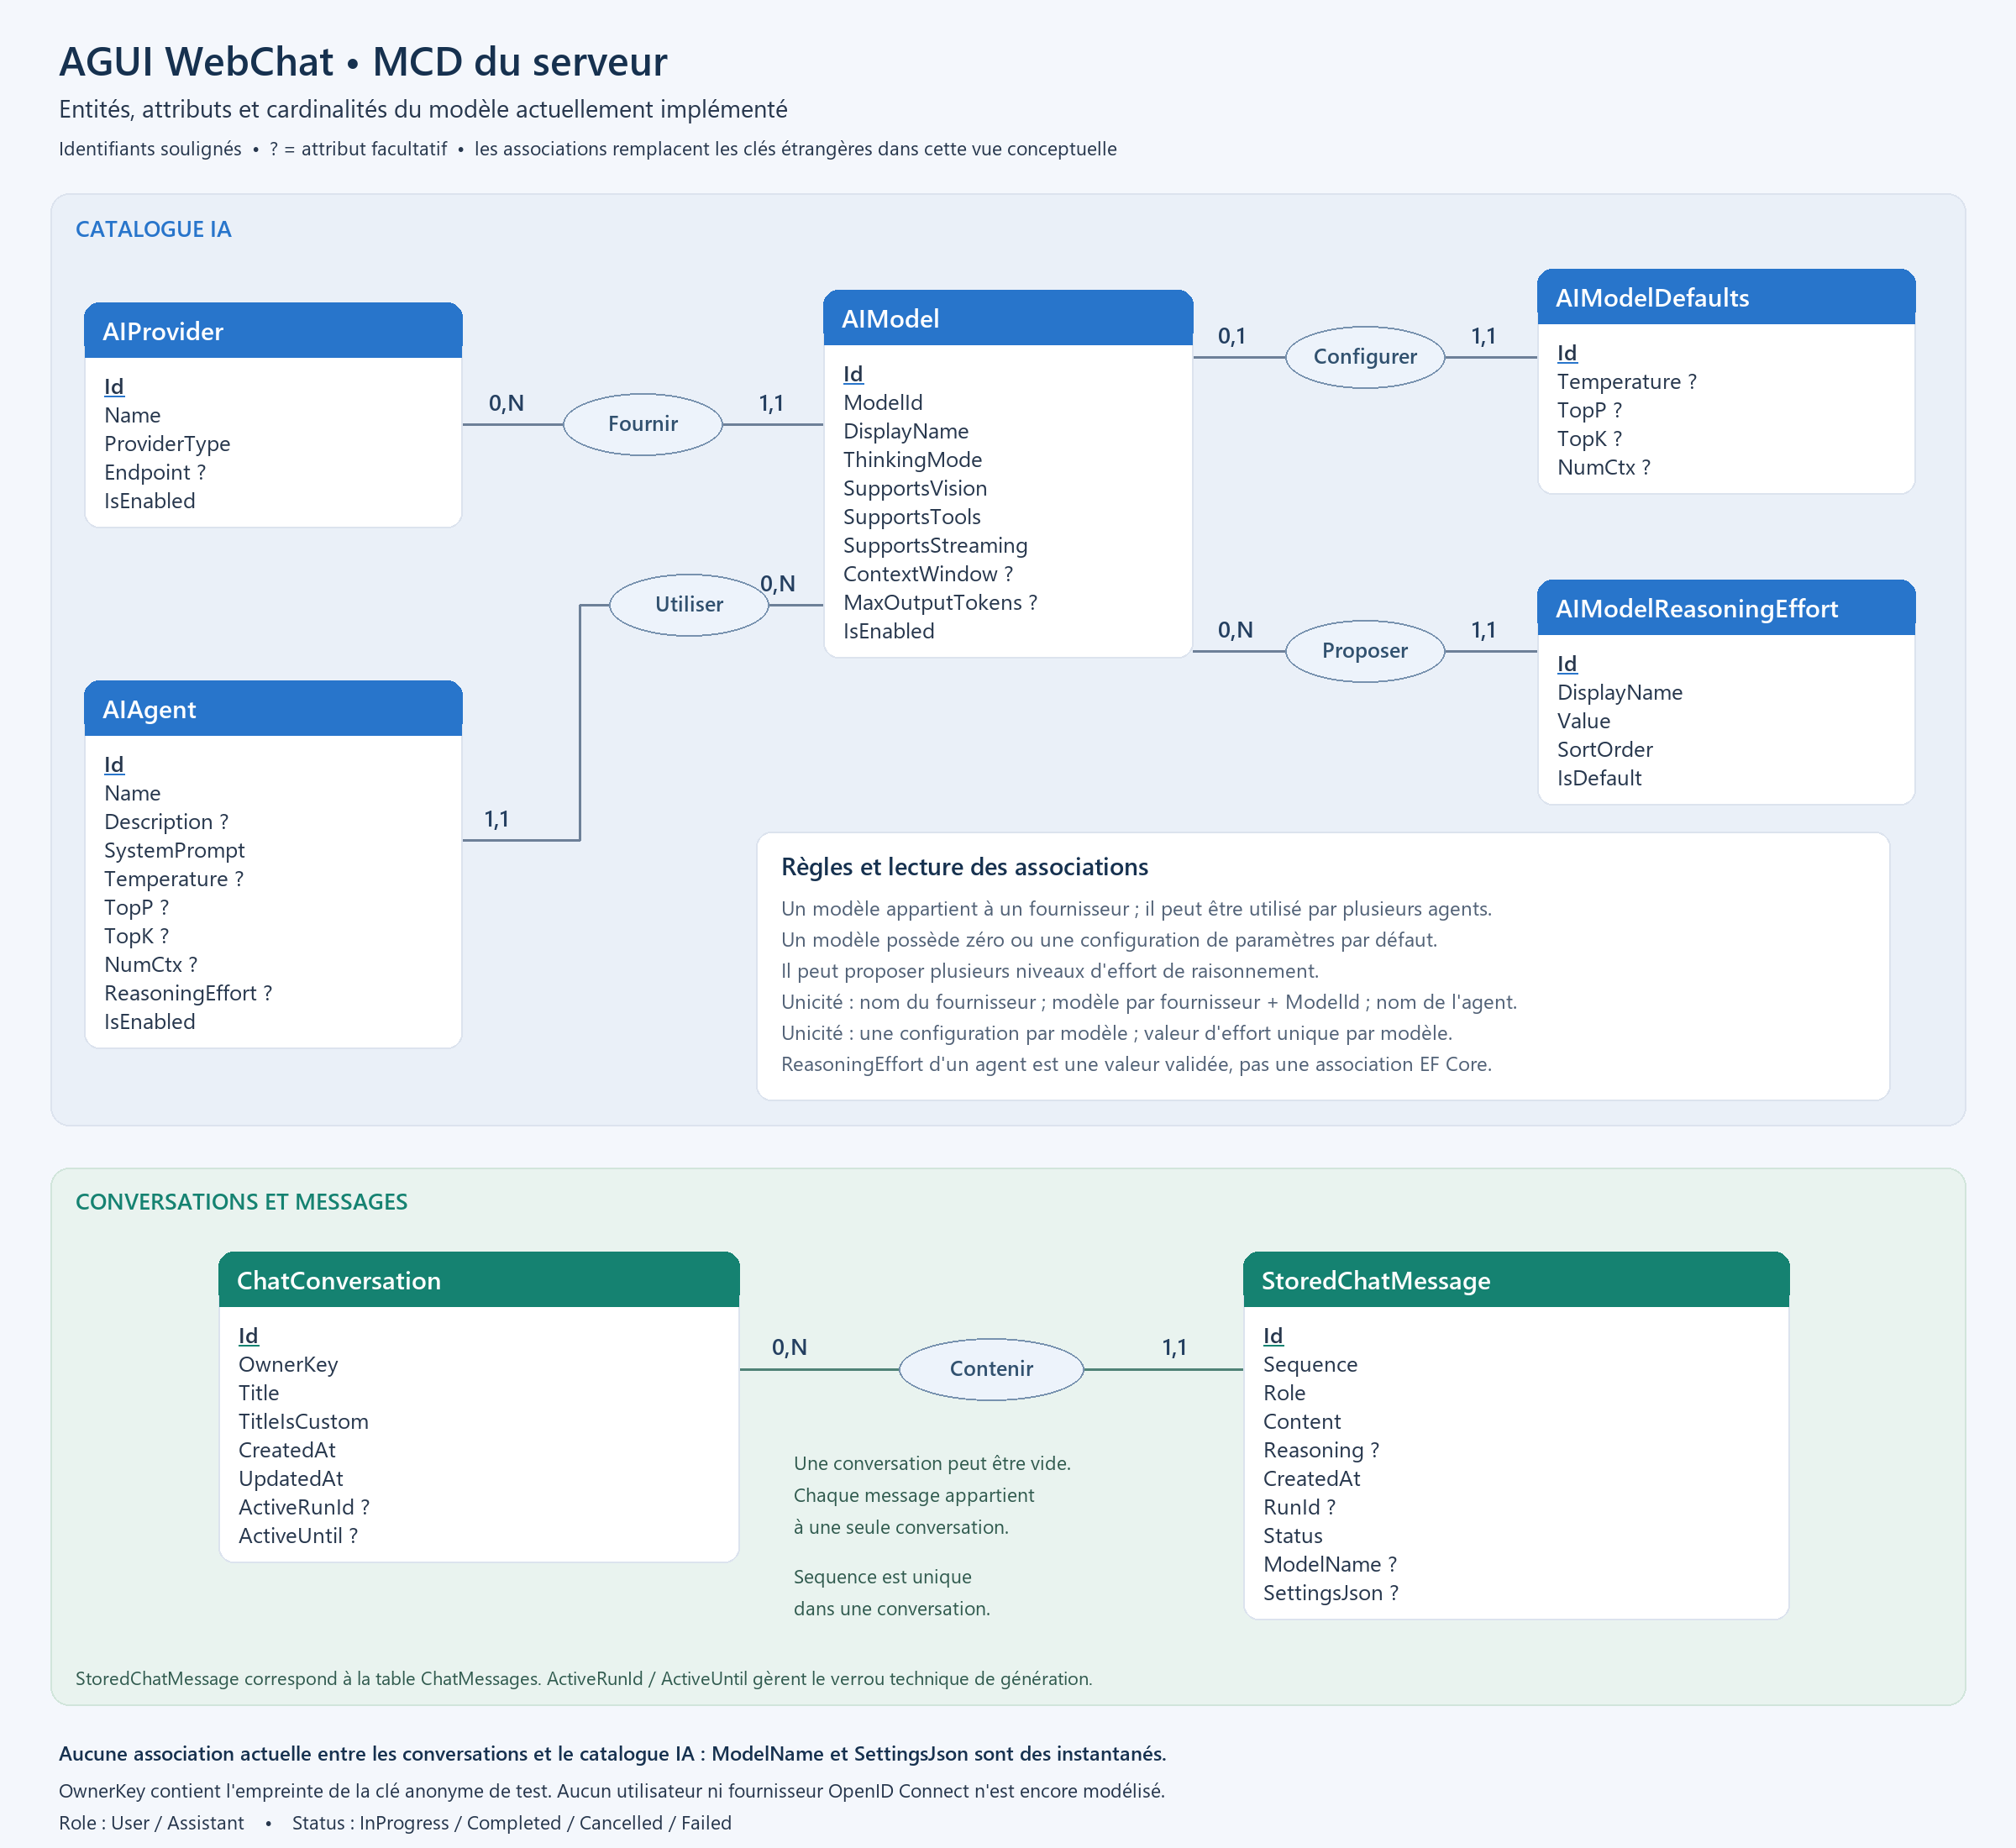 AGUI WebChat • MCD du serveur
Entités, attributs et cardinalités du modèle actuellement implémenté
Identifiants soulignés • ? = attribut facultatif • les associations remplacent les clés étrangères dans cette vue conceptuelle
CATALOGUE IA
AIProvider
Id
Name
ProviderType
Endpoint ?
IsEnabled
0,N
Fournir
1,1
AIModel
Id
ModelId
DisplayName
ThinkingMode
SupportsVision
SupportsTools
SupportsStreaming
ContextWindow ?
MaxOutputTokens ?
IsEnabled
0,1
Configurer
1,1
AIModelDefaults
Id
Temperature ?
TopP ?
TopK ?
NumCtx ?
Utiliser
0,N
0,N
Proposer
1,1
AIModelReasoningEffort
Id
DisplayName
Value
SortOrder
IsDefault
AIAgent
Id
Name
Description ?
SystemPrompt
Temperature ?
TopP ?
TopK ?
NumCtx ?
ReasoningEffort ?
IsEnabled
1,1
Règles et lecture des associations
Un modèle appartient à un fournisseur ; il peut être utilisé par plusieurs agents.
Un modèle possède zéro ou une configuration de paramètres par défaut.
Il peut proposer plusieurs niveaux d'effort de raisonnement.
Unicité : nom du fournisseur ; modèle par fournisseur + ModelId ; nom de l'agent.
Unicité : une configuration par modèle ; valeur d'effort unique par modèle.
ReasoningEffort d'un agent est une valeur validée, pas une association EF Core.
CONVERSATIONS ET MESSAGES
ChatConversation
Id
OwnerKey
Title
TitleIsCustom
CreatedAt
UpdatedAt
ActiveRunId ?
ActiveUntil ?
0,N
Contenir
1,1
Une conversation peut être vide.
Chaque message appartient
à une seule conversation.
Sequence est unique
dans une conversation.
StoredChatMessage
Id
Sequence
Role
Content
Reasoning ?
CreatedAt
RunId ?
Status
ModelName ?
SettingsJson ?
StoredChatMessage correspond à la table ChatMessages. ActiveRunId / ActiveUntil gèrent le verrou technique de génération.
Aucune association actuelle entre les conversations et le catalogue IA : ModelName et SettingsJson sont des instantanés.
OwnerKey contient l'empreinte de la clé anonyme de test. Aucun utilisateur ni fournisseur OpenID Connect n'est encore modélisé.
Role : User / Assistant • Status : InProgress / Completed / Cancelled / Failed